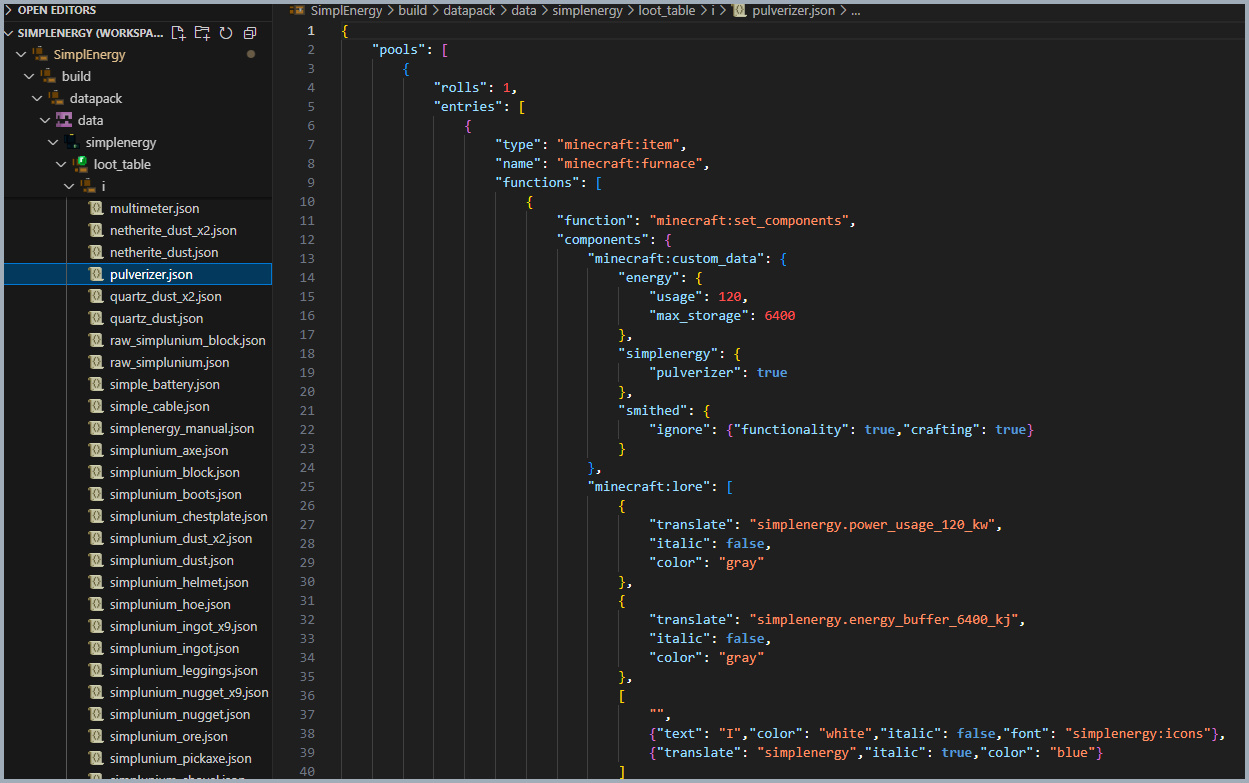 OPEN EDITORS
SIMPLENERGY (WORKSPA...
SimplEnergy
build
datapack
data
simplenergy
loot_table
i
multimeter.json
netherite_dust_x2.json
netherite_dust.json
pulverizer.json
quartz_dust_x2.json
quartz_dust.json
raw_simplunium_block.json
raw_simplunium.json
simple_battery.json
simple_cable.json
simplenergy_manual.json
simplunium_axe.json
simplunium_block.json
simplunium_boots.json
simplunium_chestplate.json
simplunium_dust_x2.json
simplunium_dust.json
simplunium_helmet.json
simplunium_hoe.json
simplunium_ingot_x9.json
simplunium_ingot.json
simplunium_leggings.json
simplunium_nugget_x9.json
simplunium_nugget.json
simplunium_ore.json
simplunium_pickaxe.json
SimplEnergy > build > datapack > data > simplenergy > loot_table > i > pulverizer.json > ...
1 {
2 "pools": [
3 {
4 "rolls": 1,
5 "entries": [
6 {
7 "type": "minecraft:item",
8 "name": "minecraft:furnace",
9 "functions": [
10 {
11 "function": "minecraft:set_components",
12 "components": {
13 "minecraft:custom_data": {
14 "energy": {
15 "usage": 120,
16 "max_storage": 6400
17 },
18 "simplenergy": {
19 "pulverizer": true
20 },
21 "smithed": {
22 "ignore": {"functionality": true,"crafting": true}
23 }
24 },
25 "minecraft:lore": [
26 {
27 "translate": "simplenergy.power_usage_120_kw",
28 "italic": false,
29 "color": "gray"
30 },
31 {
32 "translate": "simplenergy.energy_buffer_6400_kj",
33 "italic": false,
34 "color": "gray"
35 },
36 [
37 "",
38 {"text": "I","color": "white","italic": false,"font": "simplenergy:icons"},
39 {"translate": "simplenergy","italic": true,"color": "blue"}
40 ]